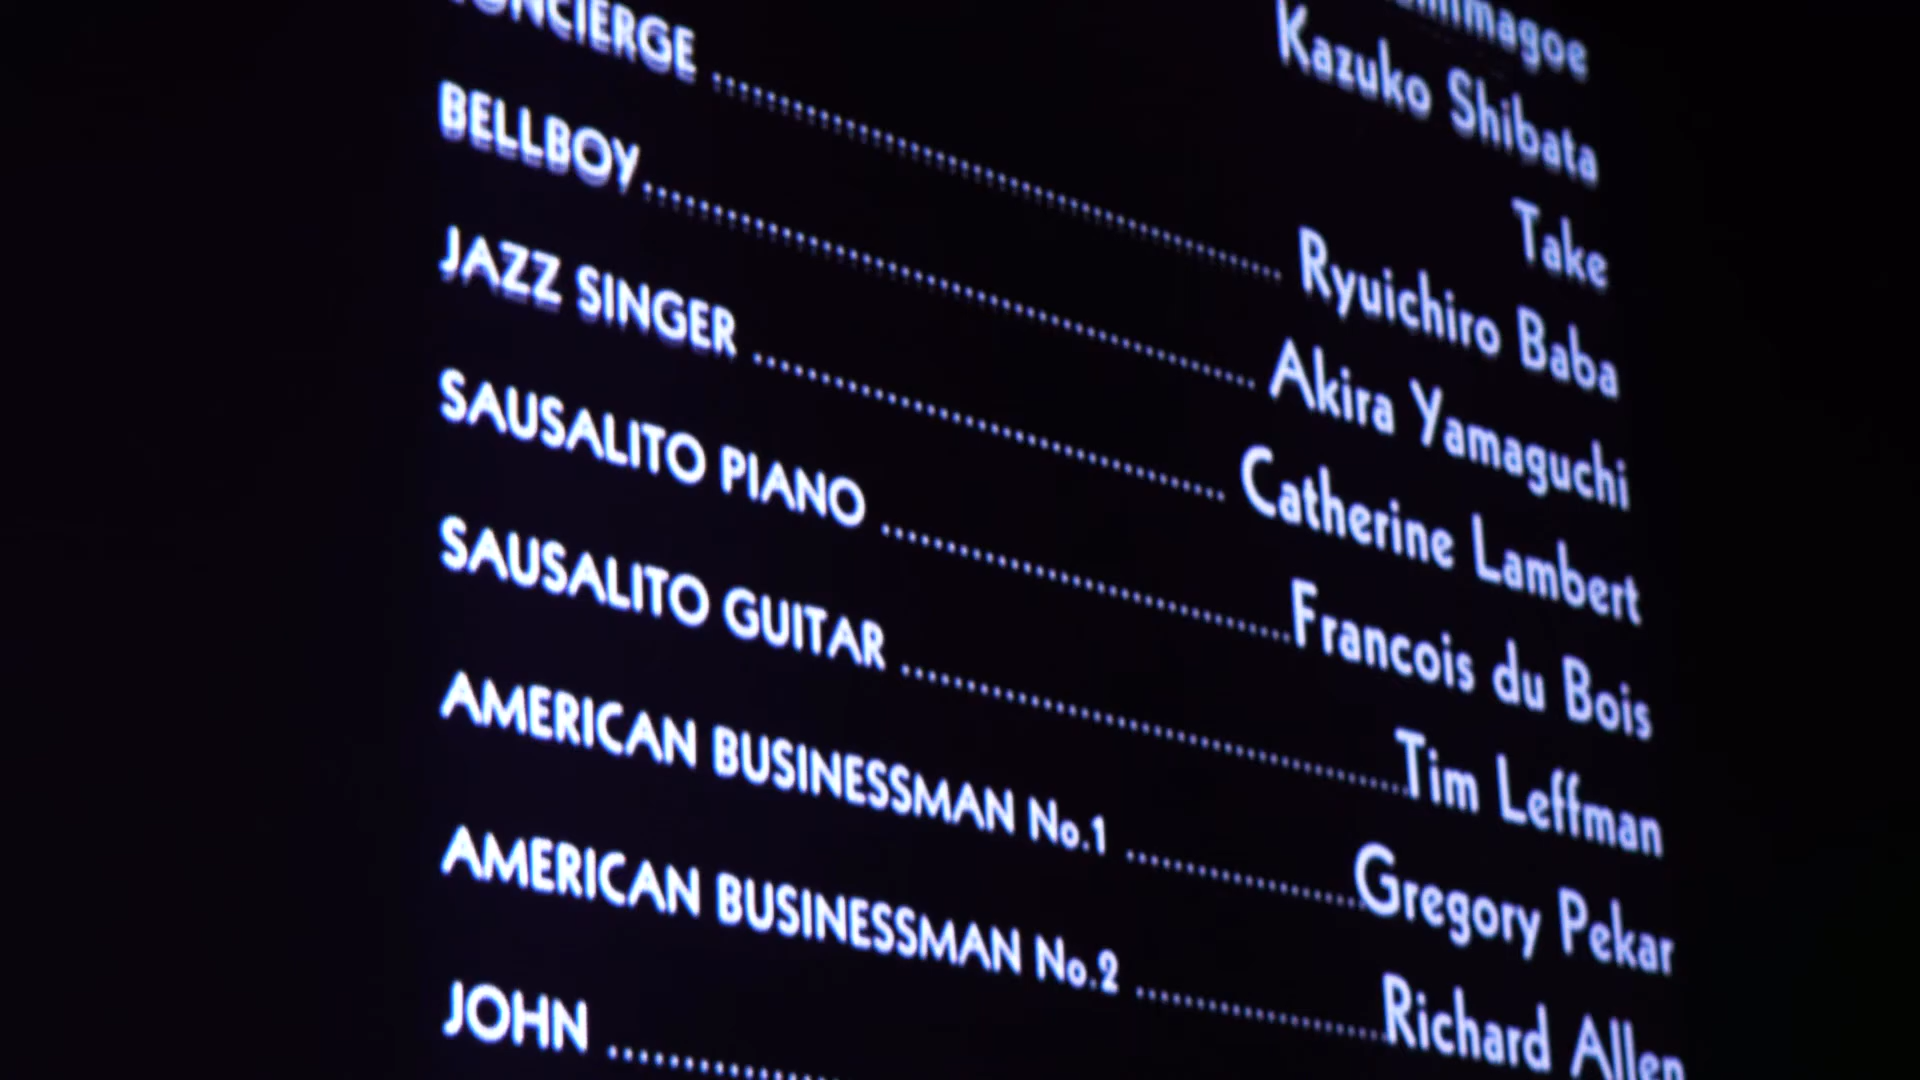 Kazuko Shibata
Take
CONCIERGE ........................................ Ryuichiro Baba
BELLBOY........................................ Akira Yamaguchi
JAZZ SINGER ........................................ Catherine Lambert
SAUSALITO PIANO ........................................Francois du Bois
SAUSALITO GUITAR ........................................Tim Leffman
AMERICAN BUSINESSMAN No.1 ....................Gregory Pekar
AMERICAN BUSINESSMAN No.2 ....................Richard Allen
JOHN ....................